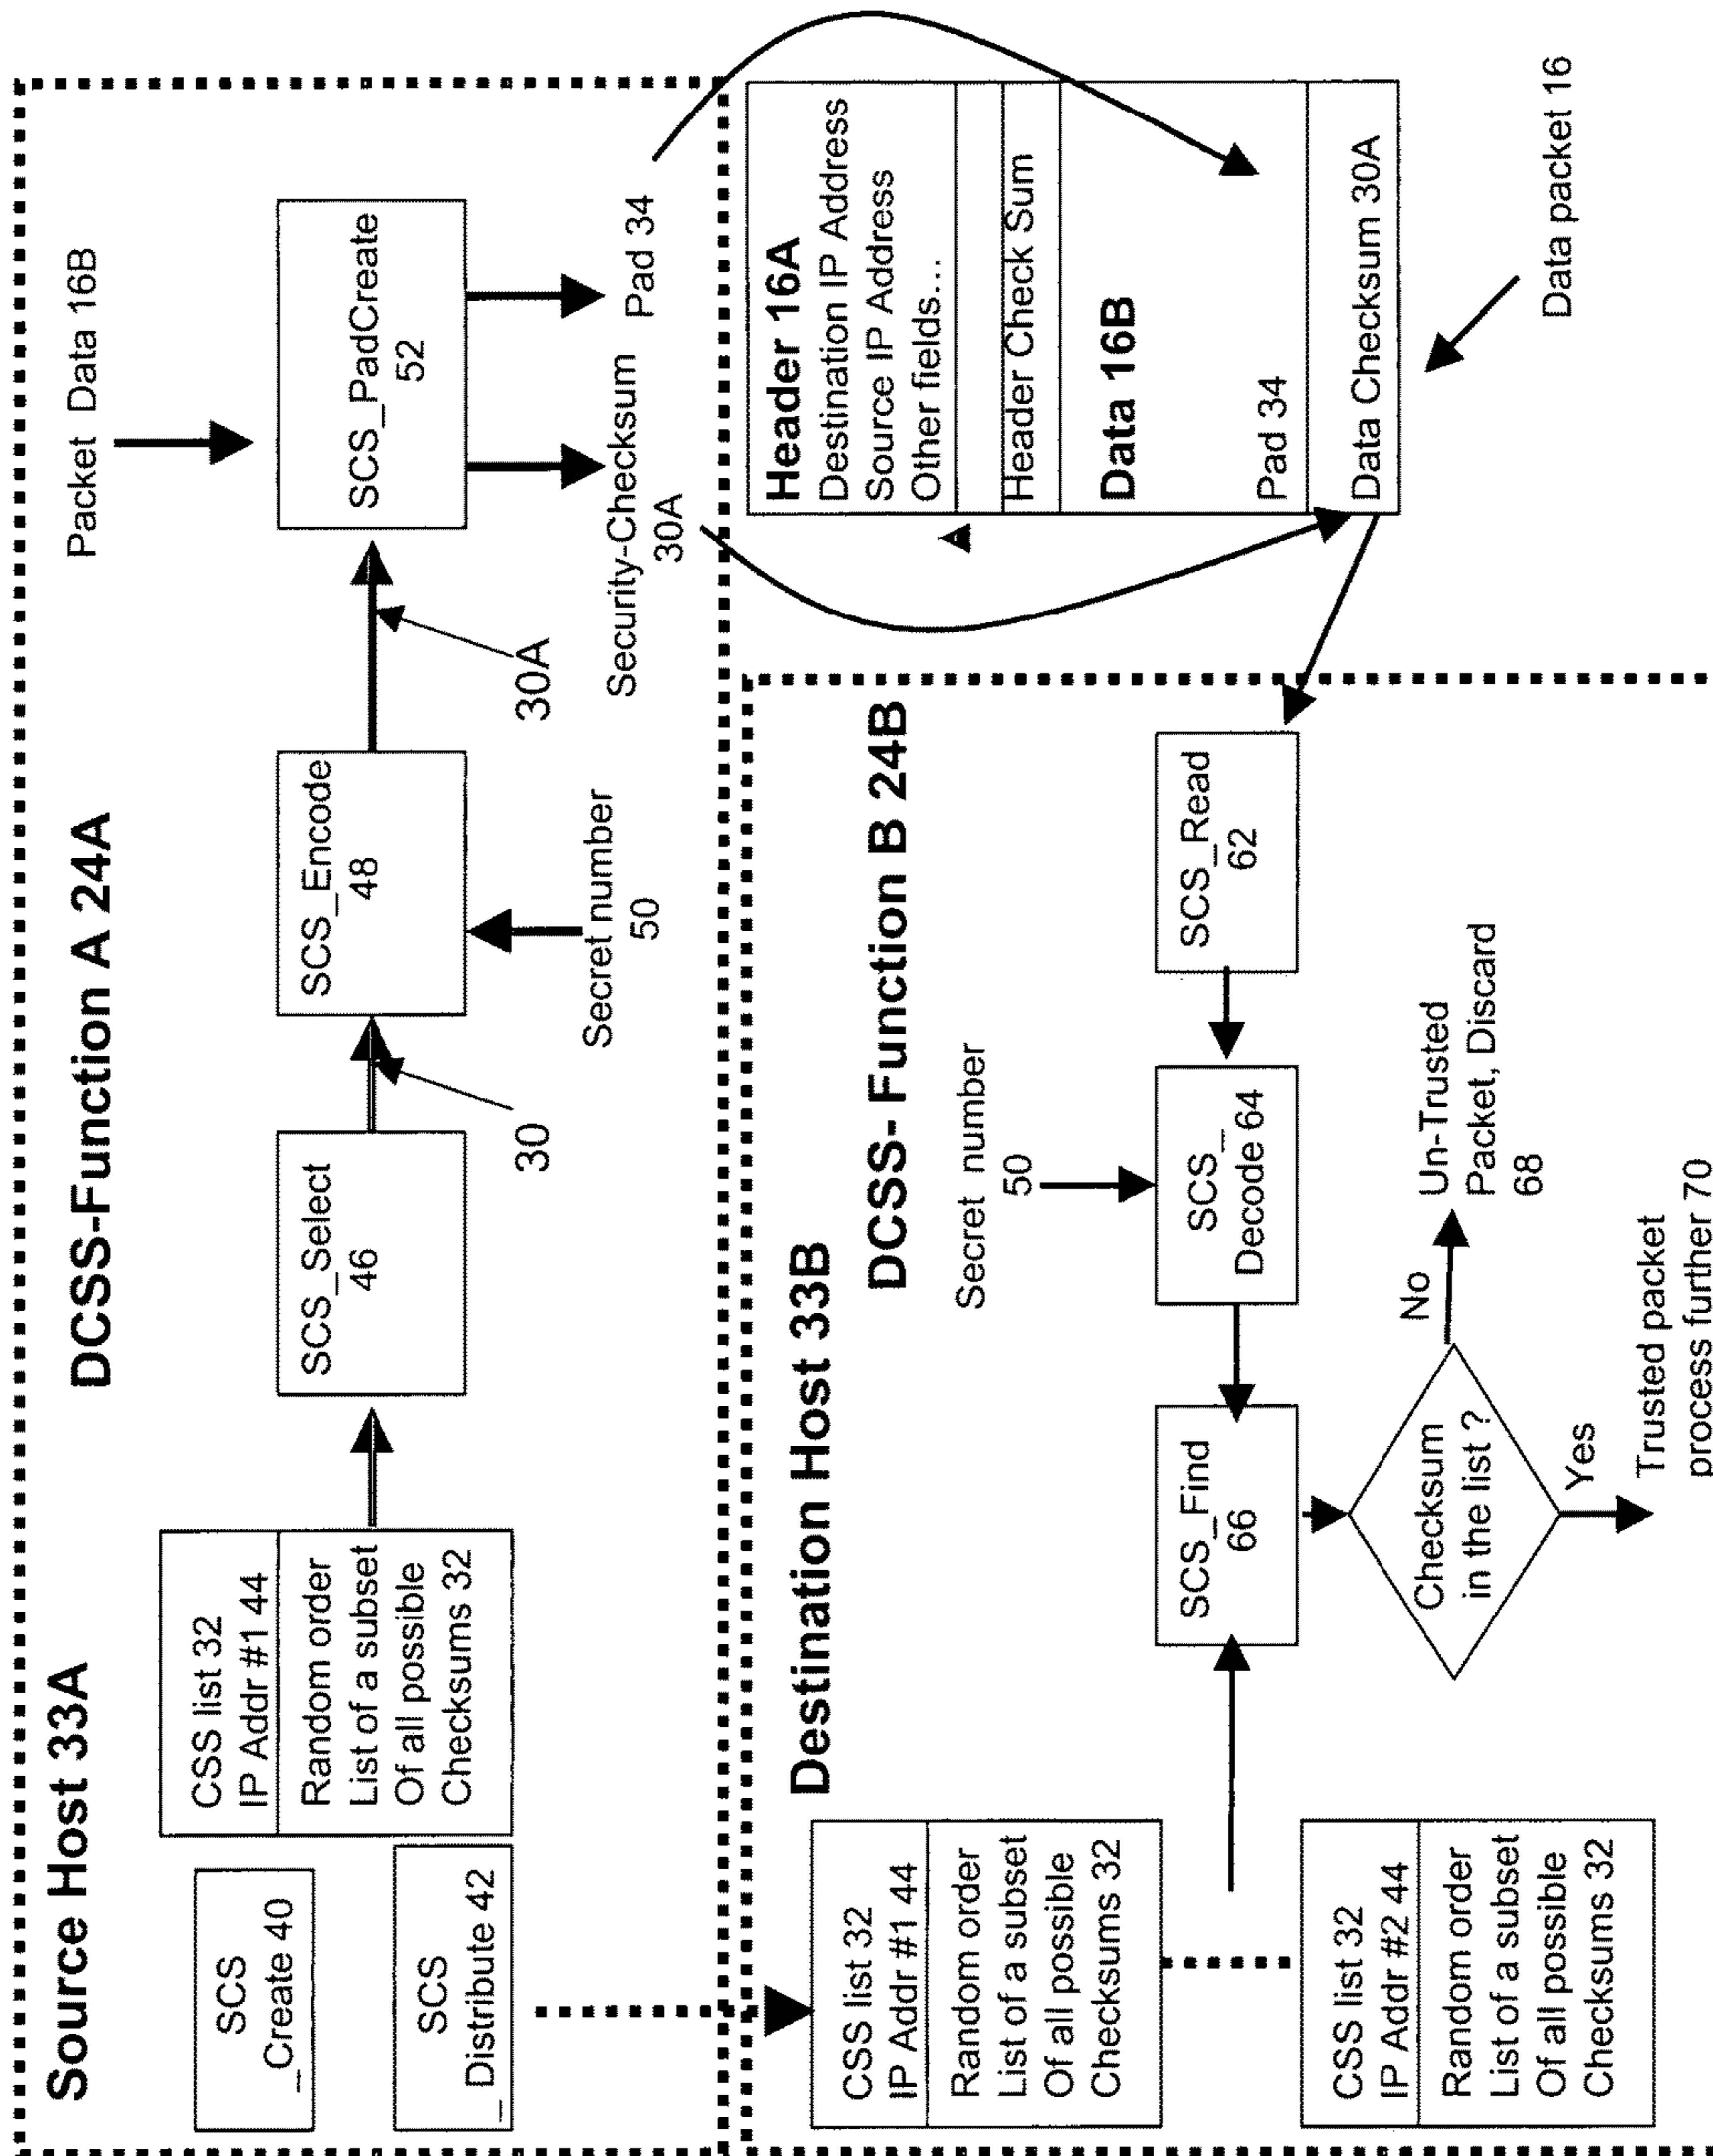 Source Host 33A
DCSS-Function A 24A
SCS
_Create 40
SCS
_Distribute 42
CSS list 32
IP Addr #1 44
Random order
List of a subset
Of all possible
Checksums 32
SCS_Select
46
30
SCS_Encode
48
Secret number
50
30A
Packet Data 16B
SCS_PadCreate
52
Security-Checksum
30A
Pad 34
Header 16A
Destination IP Address
Source IP Address
Other fields...
Header Check Sum
Data 16B
Pad 34
Data Checksum 30A
Data packet 16
Destination Host 33B
DCSS- Function B 24B
CSS list 32
IP Addr #1 44
Random order
List of a subset
Of all possible
Checksums 32
CSS list 32
IP Addr #2 44
Random order
List of a subset
Of all possible
Checksums 32
SCS_Find
66
Secret number
50
SCS_
Decode 64
SCS_Read
62
Checksum
in the list ?
No
Un-Trusted
Packet, Discard
68
Yes
Trusted packet
process further 70